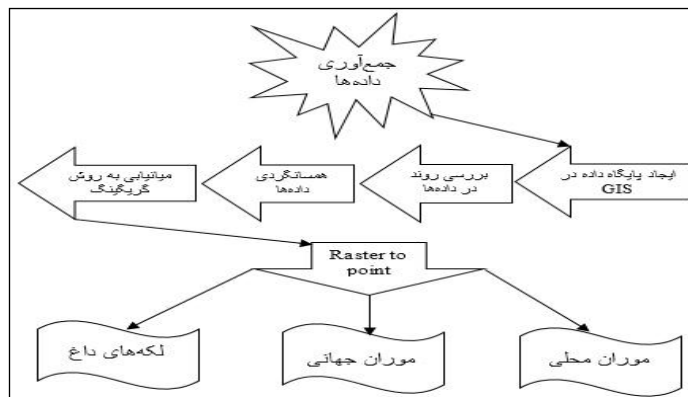 جمع‌آوری
داده‌ها
ایجاد پایگاه داده در
GIS
بررسی روند
در داده‌ها
همسانگردی
داده‌ها
میانیابی به روش
گریگینگ
Raster to
point
موران محلی
موران جهانی
لکه‌های داغ